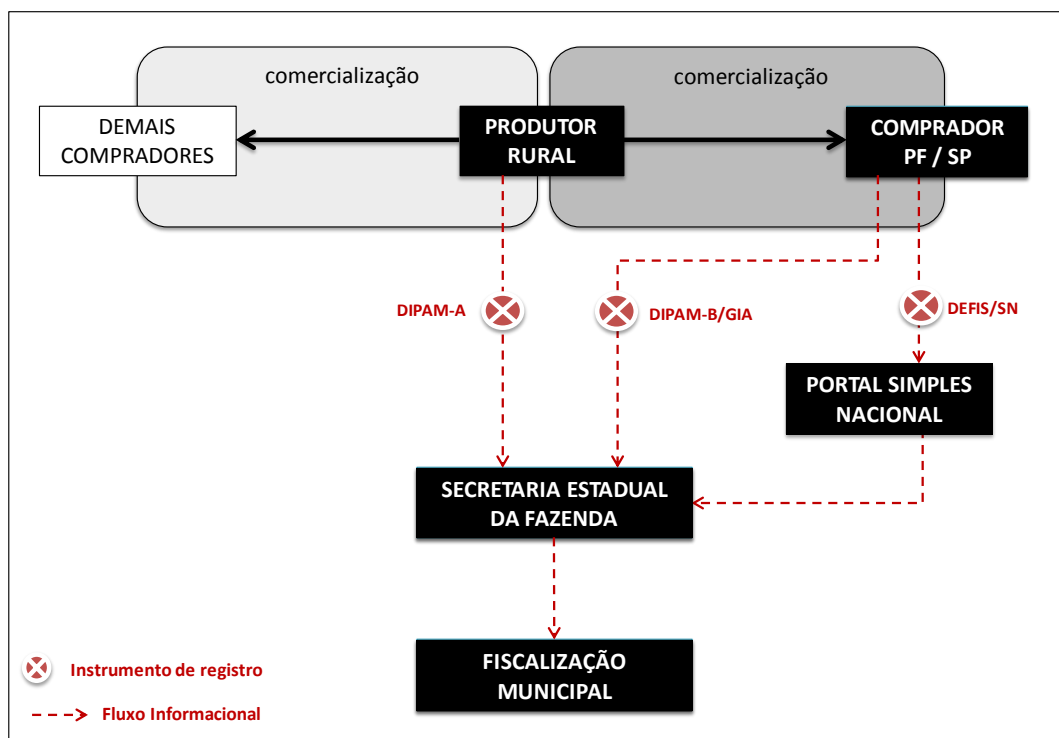 comercialização
comercialização
DEMAIS
COMPRADORES
PRODUTOR
RURAL
COMPRADOR
PF / SP
DIPAM-A
DIPAM-B/GIA
DEFIS/SN
PORTAL SIMPLES
NACIONAL
SECRETARIA ESTADUAL
DA FAZENDA
FISCALIZAÇÃO
MUNICIPAL
Instrumento de registro
Fluxo Informacional